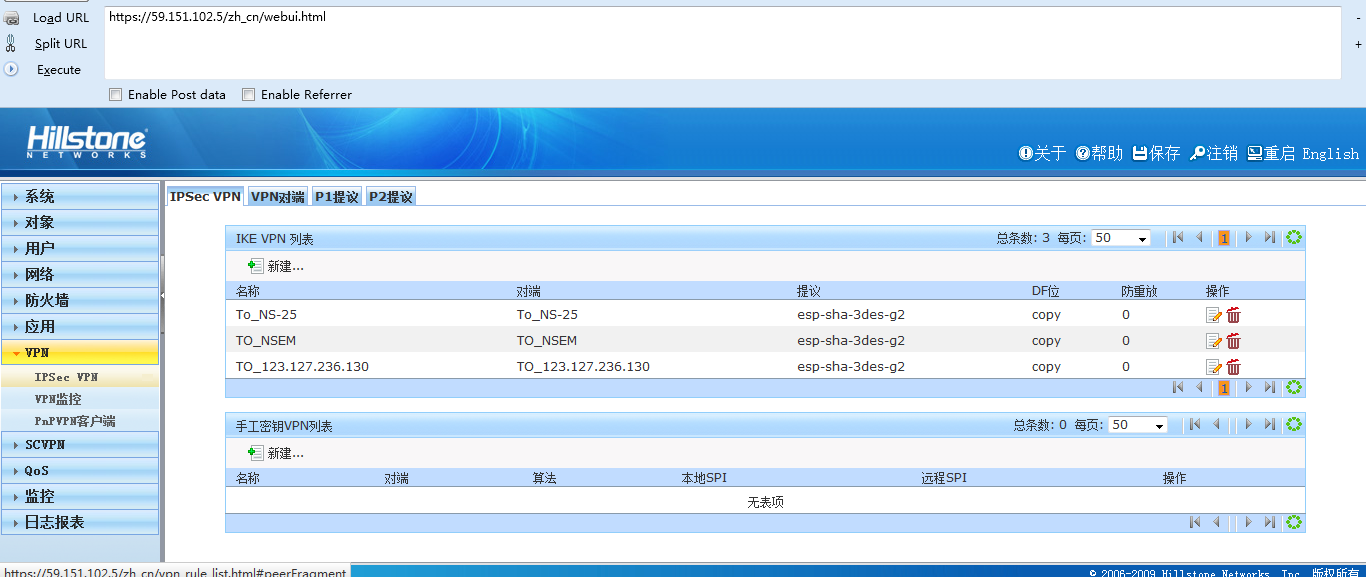 Load URL
https://59.151.102.5/zh_cn/webui.html
Split URL
Execute
Enable Post data Enable Referrer
Hillstone
NETWORKS
关于 帮助 保存 注销 重启 English
系统
对象
用户
网络
防火墙
应用
VPN
IPSec VPN
VPN监控
PnPVPN客户端
SCVPN
QoS
监控
日志报表
IPSec VPN VPN对端 P1提议 P2提议
IKE VPN 列表 总条数: 3 每页: 50 1
新建...
名称 对端 提议 DF位 防重放 操作
To_NS-25 To_NS-25 esp-sha-3des-g2 copy 0
TO_NSEM TO_NSEM esp-sha-3des-g2 copy 0
TO_123.127.236.130 TO_123.127.236.130 esp-sha-3des-g2 copy 0
1
手工密钥VPN列表 总条数: 0 每页: 50
新建...
名称 对端 算法 本地SPI 远程SPI 操作
无表项
https://59.151.102.5/zh_cn/vpn_rule_list.html#peerFragment
© 2006-2009 Hillstone Networks, Inc. 版权所有